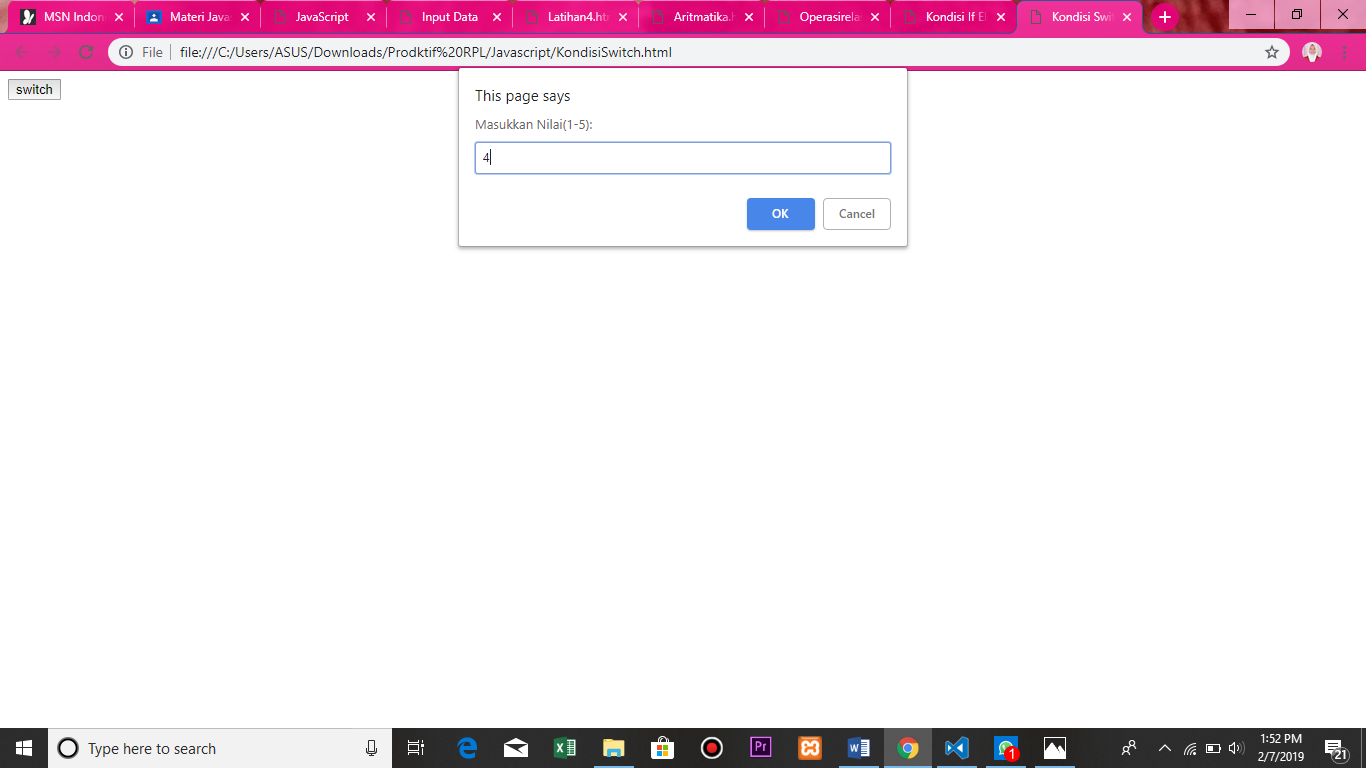 MSN Indon
Materi Java
JavaScript
Input Data
Latihan4.ht
Aritmatika.h
Operasirela
Kondisi If E
Kondisi Swit
File
file:///C:/Users/ASUS/Downloads/Prodktif%20RPL/Javascript/KondisiSwitch.html
switch
This page says
Masukkan Nilai(1-5):
4
OK
Cancel
Type here to search
Pr
1
1:52 PM
2/7/2019
21